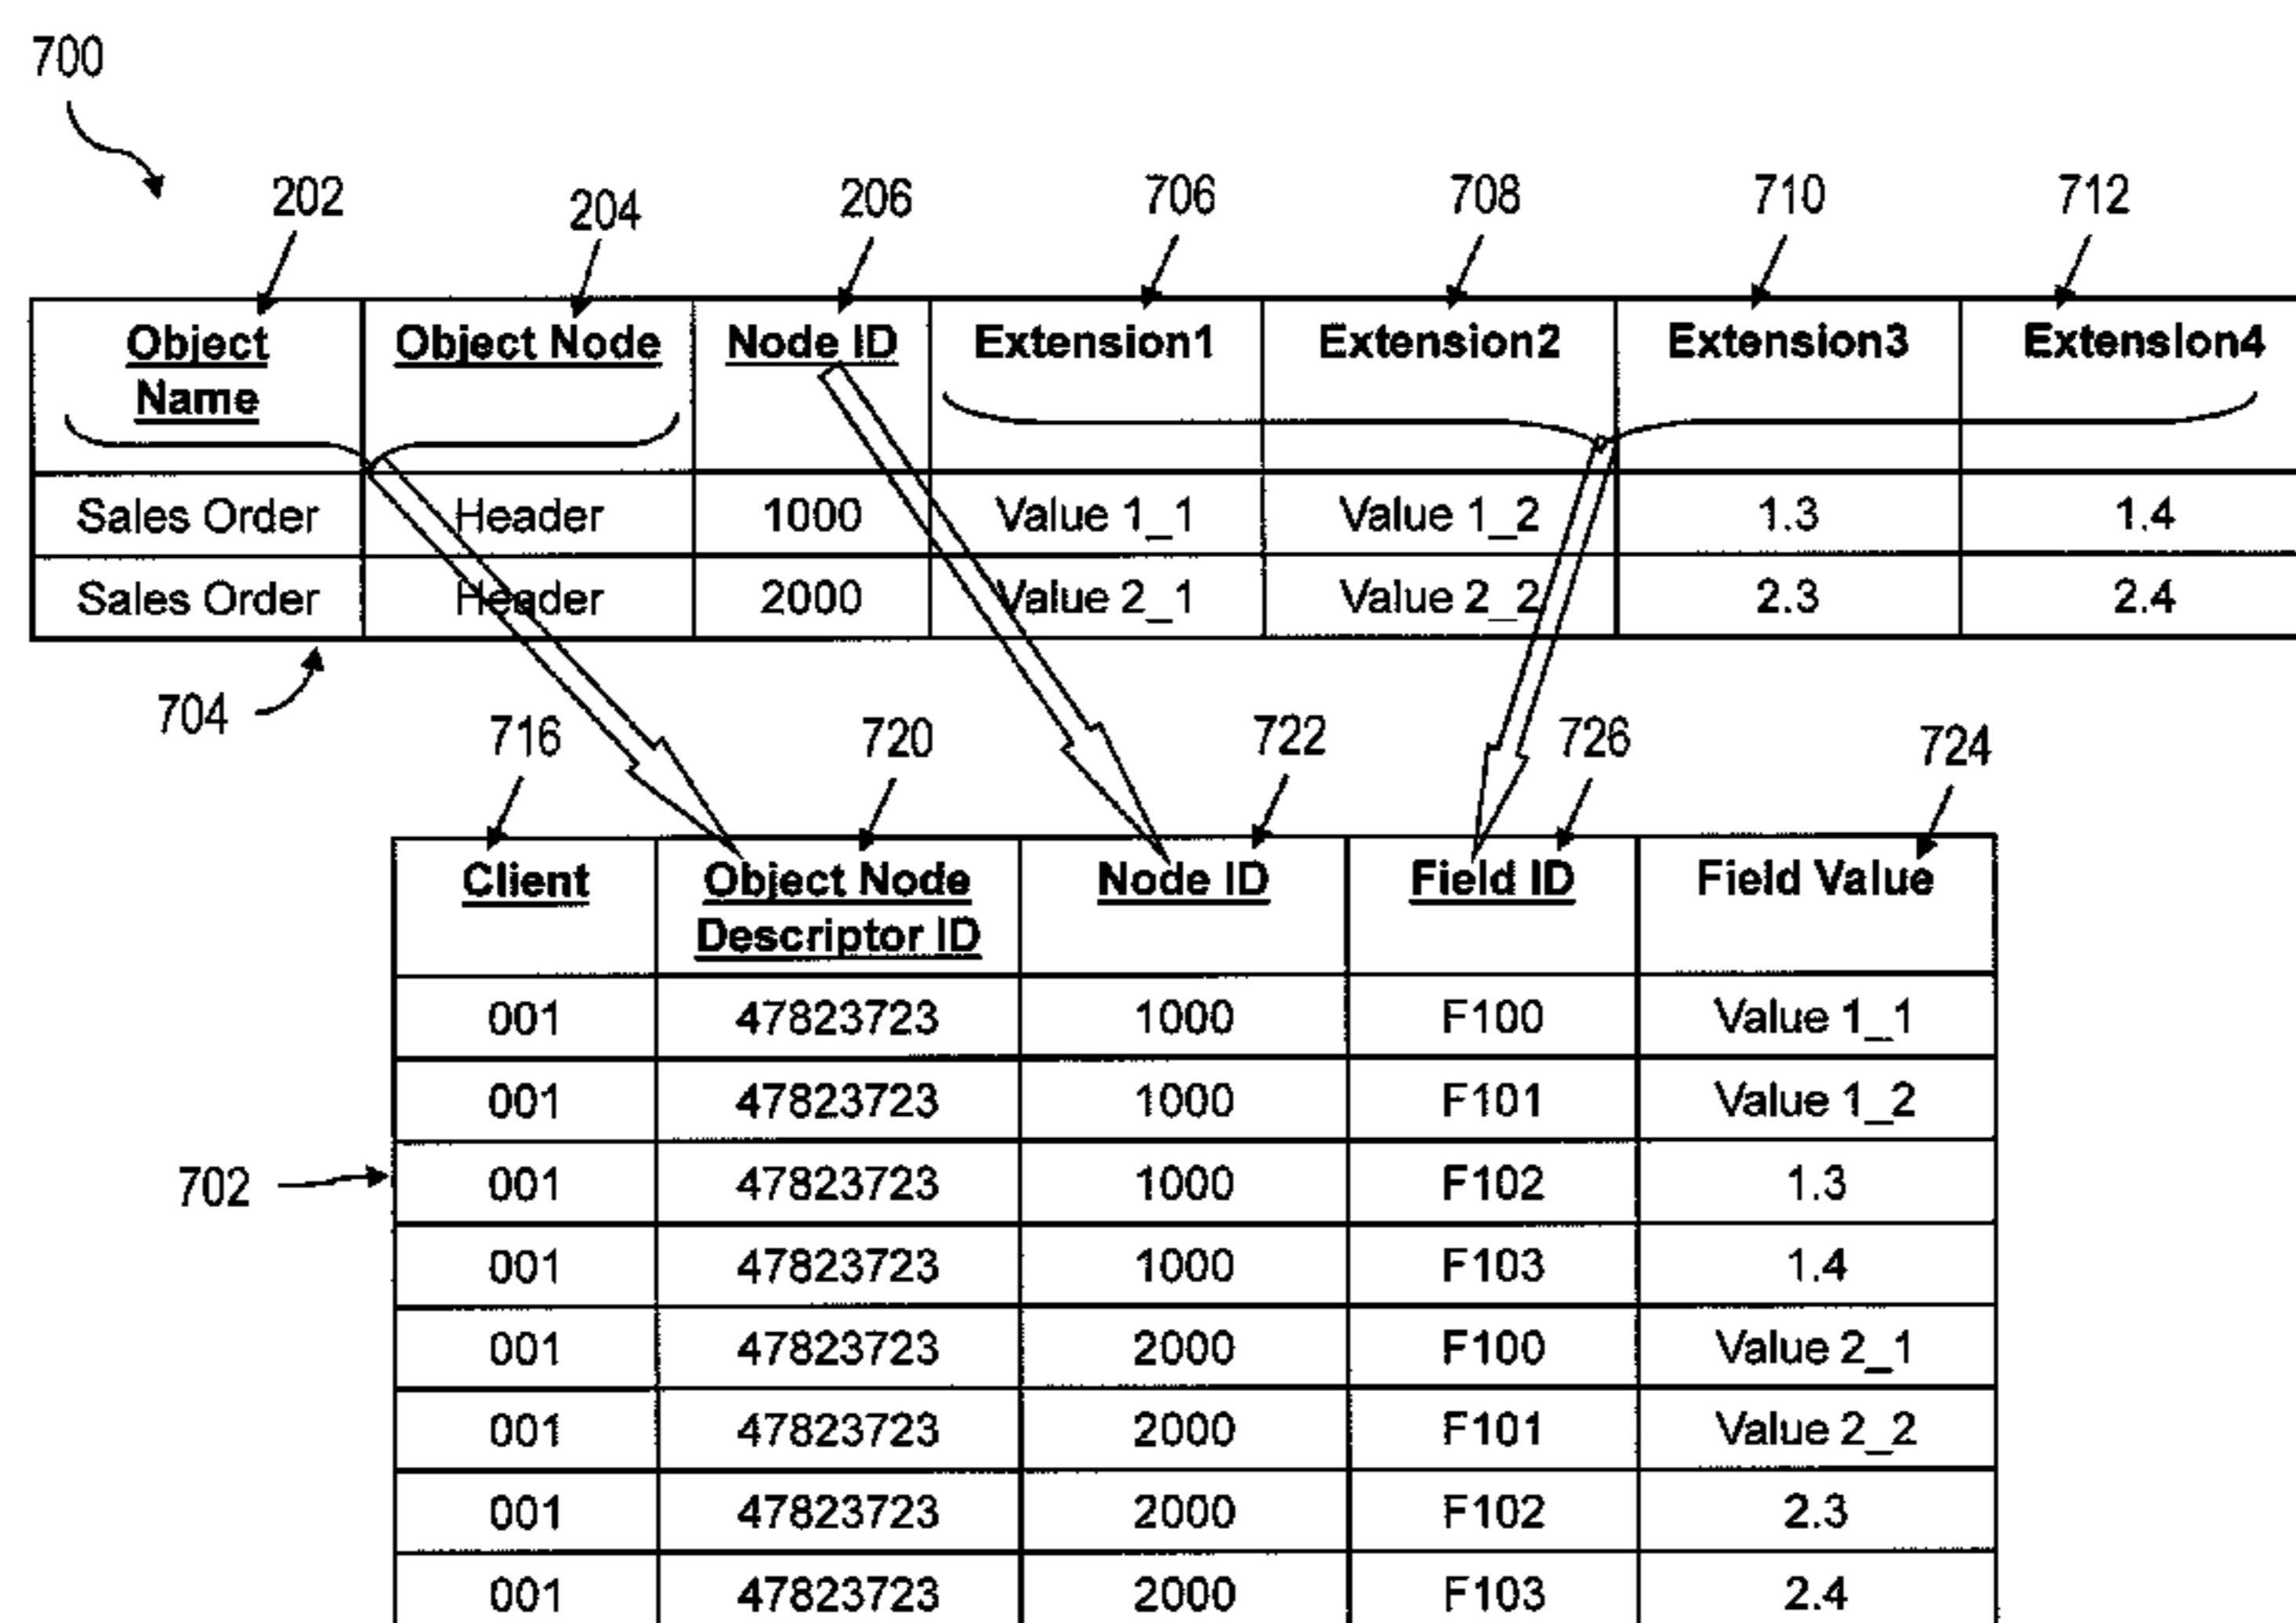 700
202 204 206 706 708 710 712
Object Name Object Node Node ID Extension1 Extension2 Extension3 Extension4
Sales Order Header 1000 Value 1_1 Value 1_2 1.3 1.4
Sales Order Header 2000 Value 2_1 Value 2_2 2.3 2.4
704
716 720 722 726 724
Client Object Node Descriptor ID Node ID Field ID Field Value
001 47823723 1000 F100 Value 1_1
001 47823723 1000 F101 Value 1_2
702
001 47823723 1000 F102 1.3
001 47823723 1000 F103 1.4
001 47823723 2000 F100 Value 2_1
001 47823723 2000 F101 Value 2_2
001 47823723 2000 F102 2.3
001 47823723 2000 F103 2.4